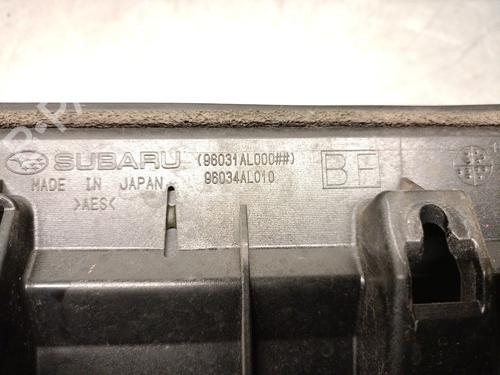 SUBARU (96031AL000##)
MADE IN JAPAN 96034AL010
>AES<
BF